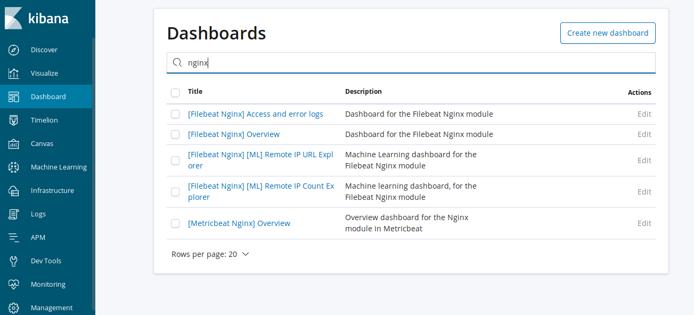 kibana
Discover
Visualize
Dashboard
Timelion
Canvas
Machine Learning
Infrastructure
Logs
APM
Dev Tools
Monitoring
Management
Dashboards
Create new dashboard
nginx
Title Description Actions
[Filebeat Nginx] Access and error logs Dashboard for the Filebeat Nginx module Edit
[Filebeat Nginx] Overview Dashboard for the Filebeat Nginx module Edit
[Filebeat Nginx] [ML] Remote IP URL Expl
orer
Machine Learning dashboard for the
Filebeat Nginx module
Edit
[Filebeat Nginx] [ML] Remote IP Count Ex
plorer
Machine learning dashboard, for the
Filebeat Nginx module
Edit
[Metricbeat Nginx] Overview
Overview dashboard for the Nginx
module in Metricbeat
Edit
Rows per page: 20